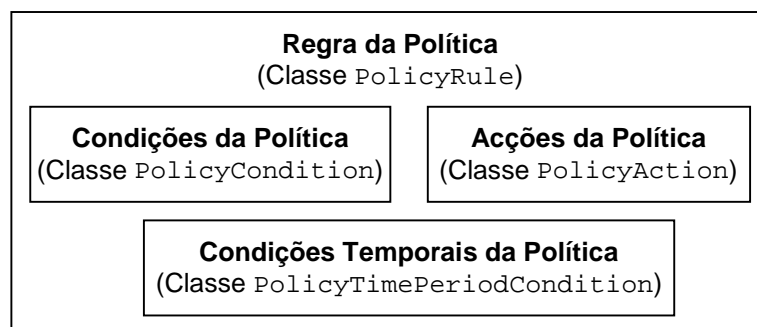 Regra da Política
(Classe PolicyRule)
Condições da Política
(Classe PolicyCondition)
Acções da Política
(Classe PolicyAction)
Condições Temporais da Política
(Classe PolicyTimePeriodCondition)